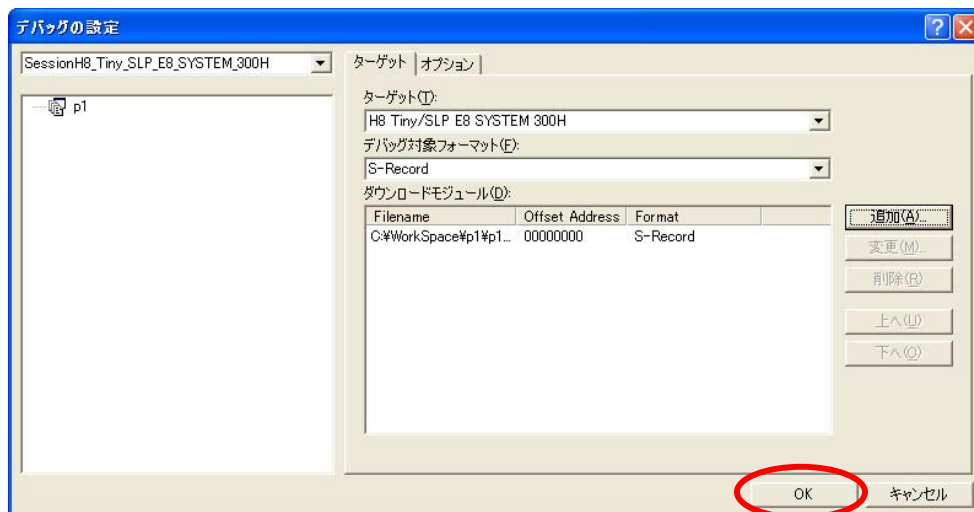 デバッグの設定
SessionH8_Tiny_SLP_E8_SYSTEM_300H
p1
ターゲット オプション
ターゲット(T):
H8 Tiny/SLP E8 SYSTEM 300H
デバッグ対象フォーマット(F):
S-Record
ダウンロードモジュール(D):
Filename Offset Address Format
C:¥WorkSpace¥p1¥p1... 00000000 S-Record
追加(A)...
変更(M)...
削除(R)
上へ(U)
下へ(O)
OK キャンセル